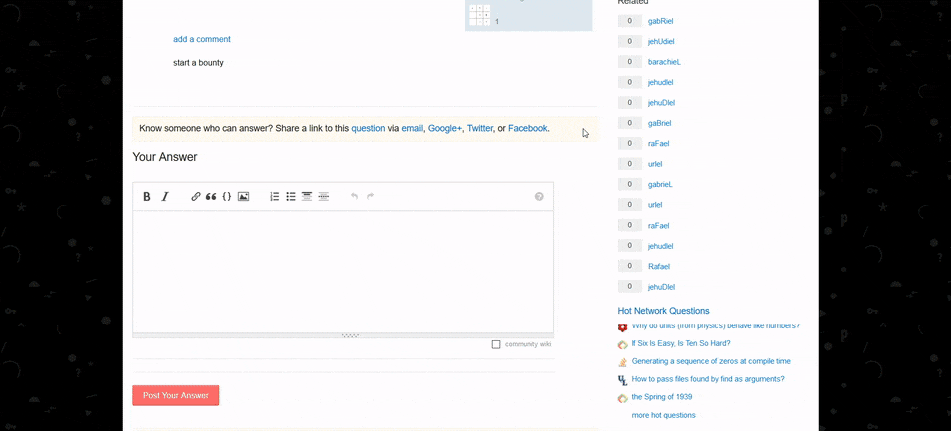 Related
1
add a comment
start a bounty
Know someone who can answer? Share a link to this question via email, Google+, Twitter, or Facebook.
Your Answer
B I
community wiki
Post Your Answer
0 gabRiel
0 jehUdiel
0 barachieL
0 jehudIel
0 jehuDIel
0 gaBriel
0 raFael
0 urIel
0 gabrieL
0 urIel
0 raFael
0 jehudIel
0 Rafael
0 jehuDIel
Hot Network Questions
Why do units (from physics) behave like numbers?
If Six Is Easy, Is Ten So Hard?
Generating a sequence of zeros at compile time
How to pass files found by find as arguments?
the Spring of 1939
more hot questions